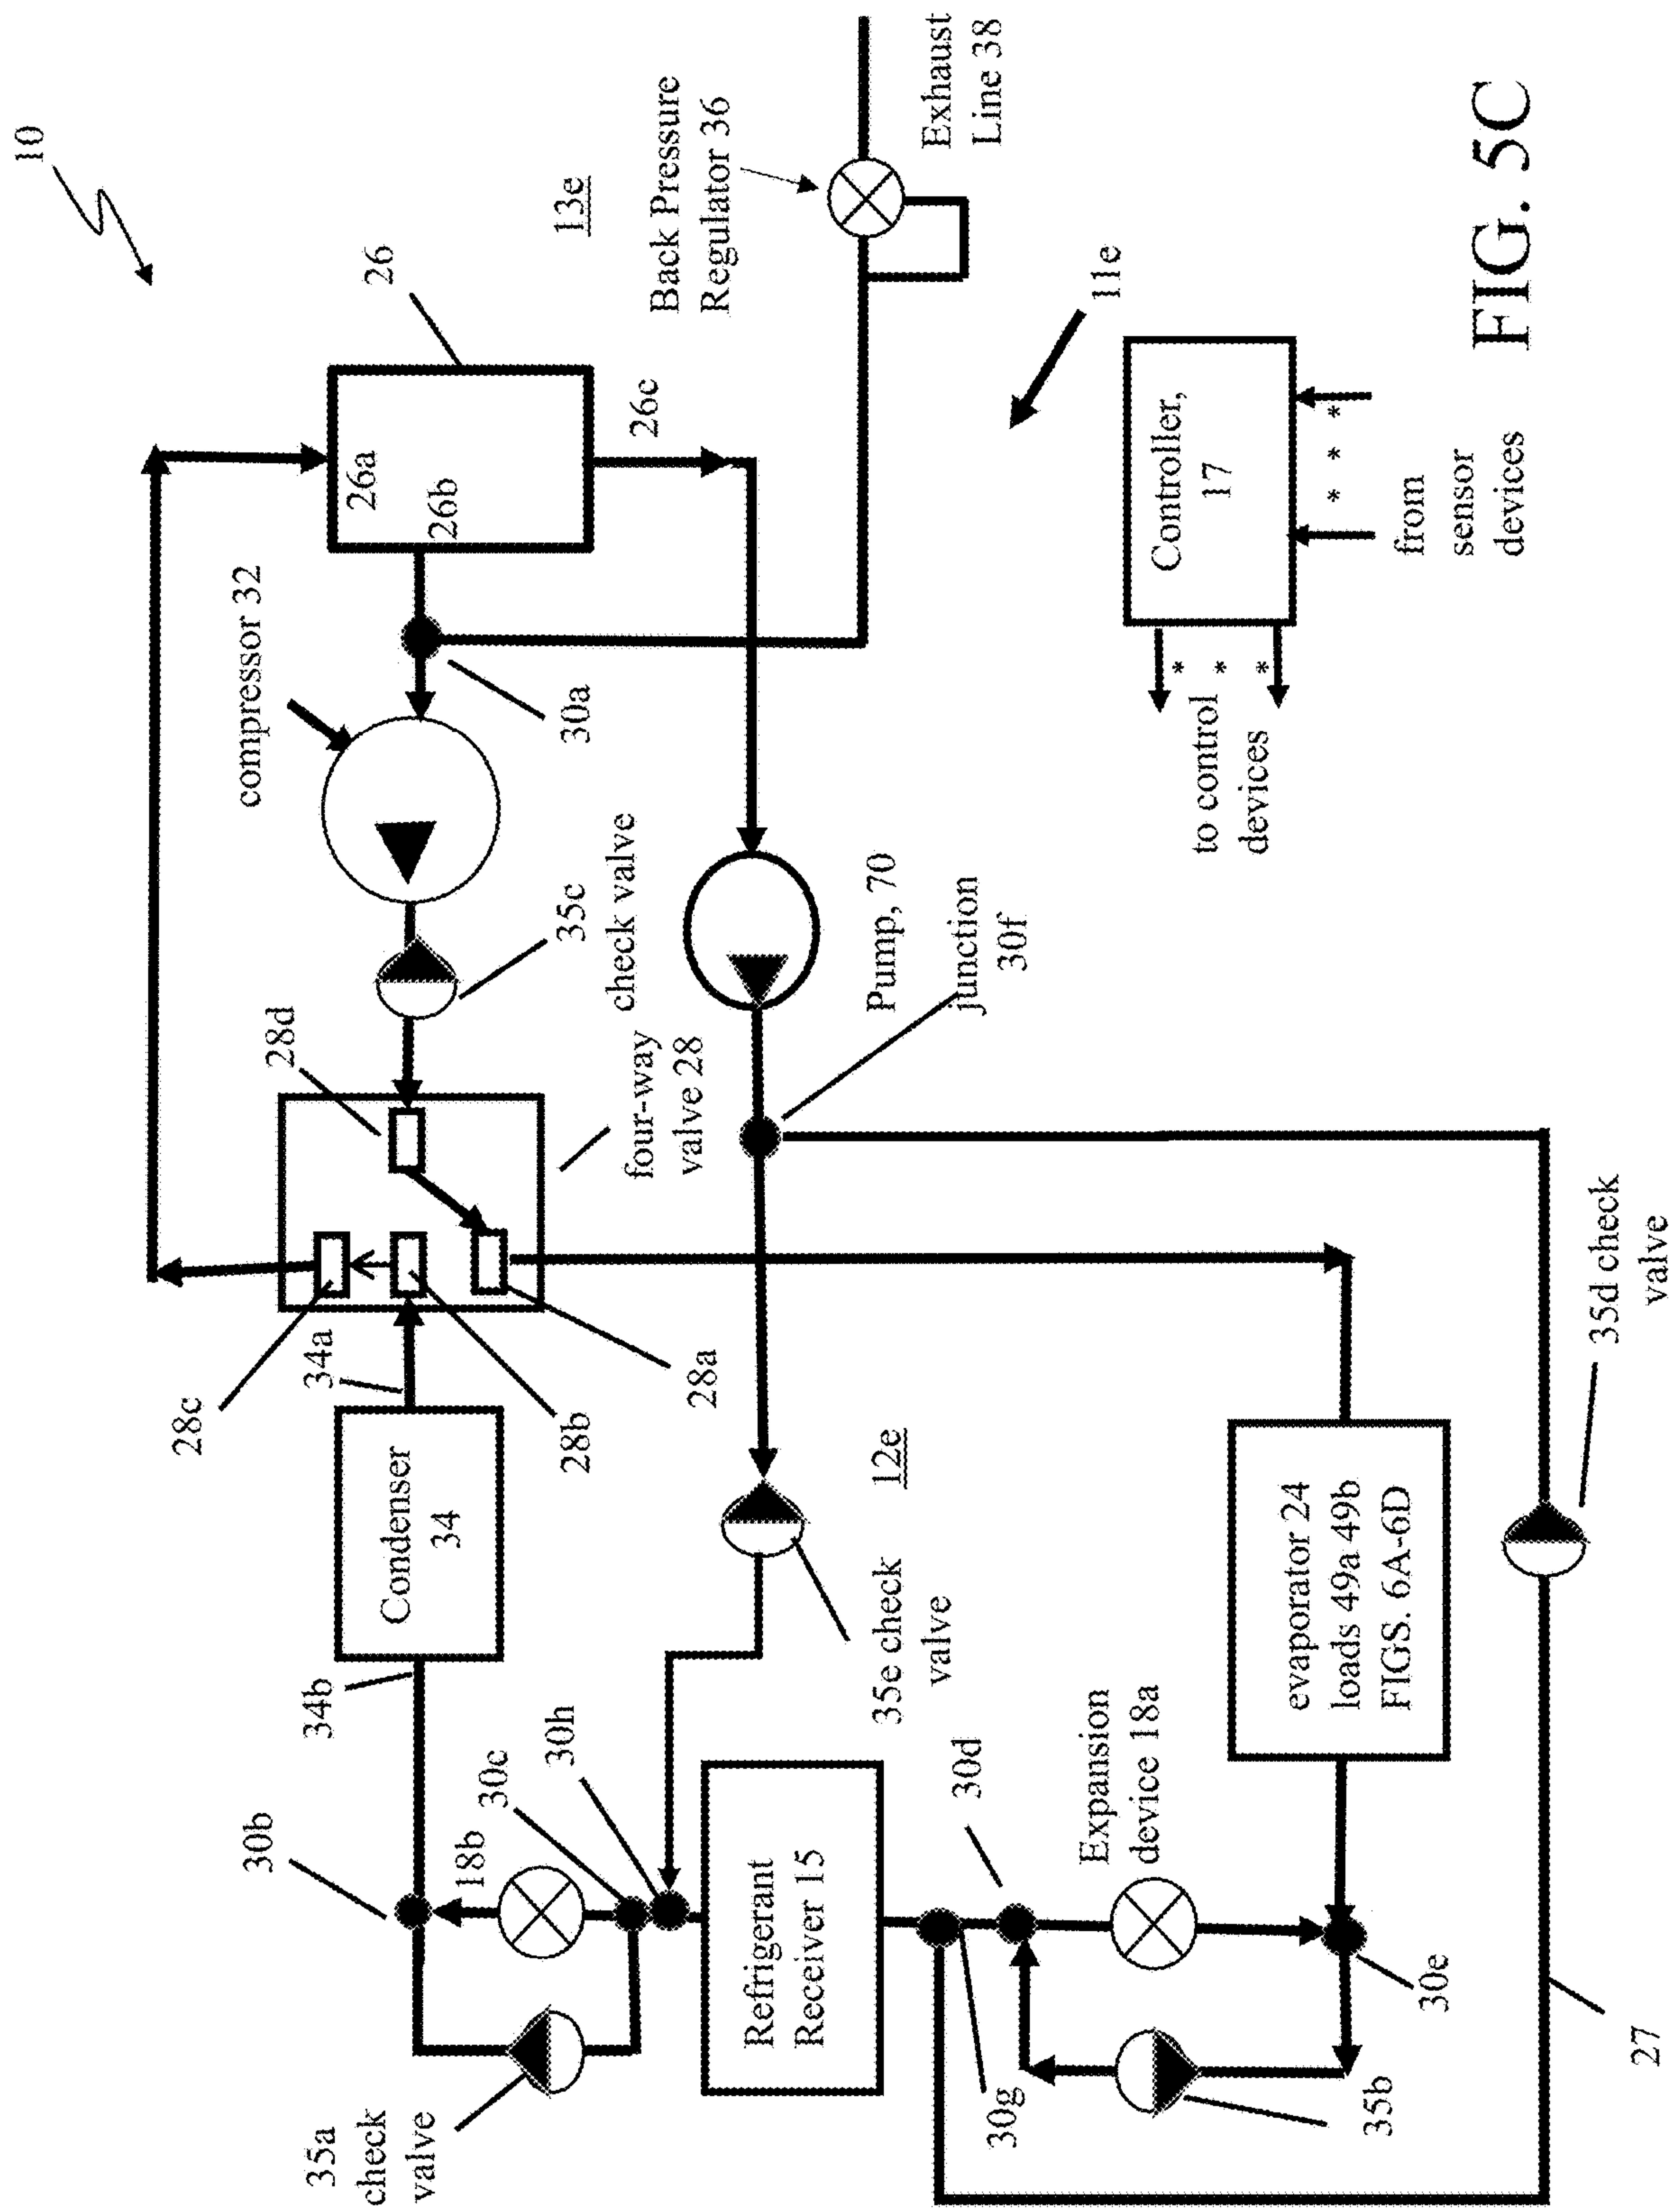 10
26
13e
26a
26b
26c
compressor 32
30a
Back Pressure
Regulator 36
Exhaust
Line 38
11e
28d
35c
check valve
28c
28b
28a
four-way
valve 28
34a
Condenser
34
34b
Pump, 70
junction
30f
Controller,
17
to control
devices
*
*
*
from
sensor
devices
*
*
*
12e
35e check
valve
30b
18b
30c
30h
35a
check
valve
Refrigerant
Receiver 15
30d
30g
Expansion
device 18a
35b
30e
evaporator 24
loads 49a 49b
FIGS. 6A-6D
35d check
valve
27
FIG. 5C